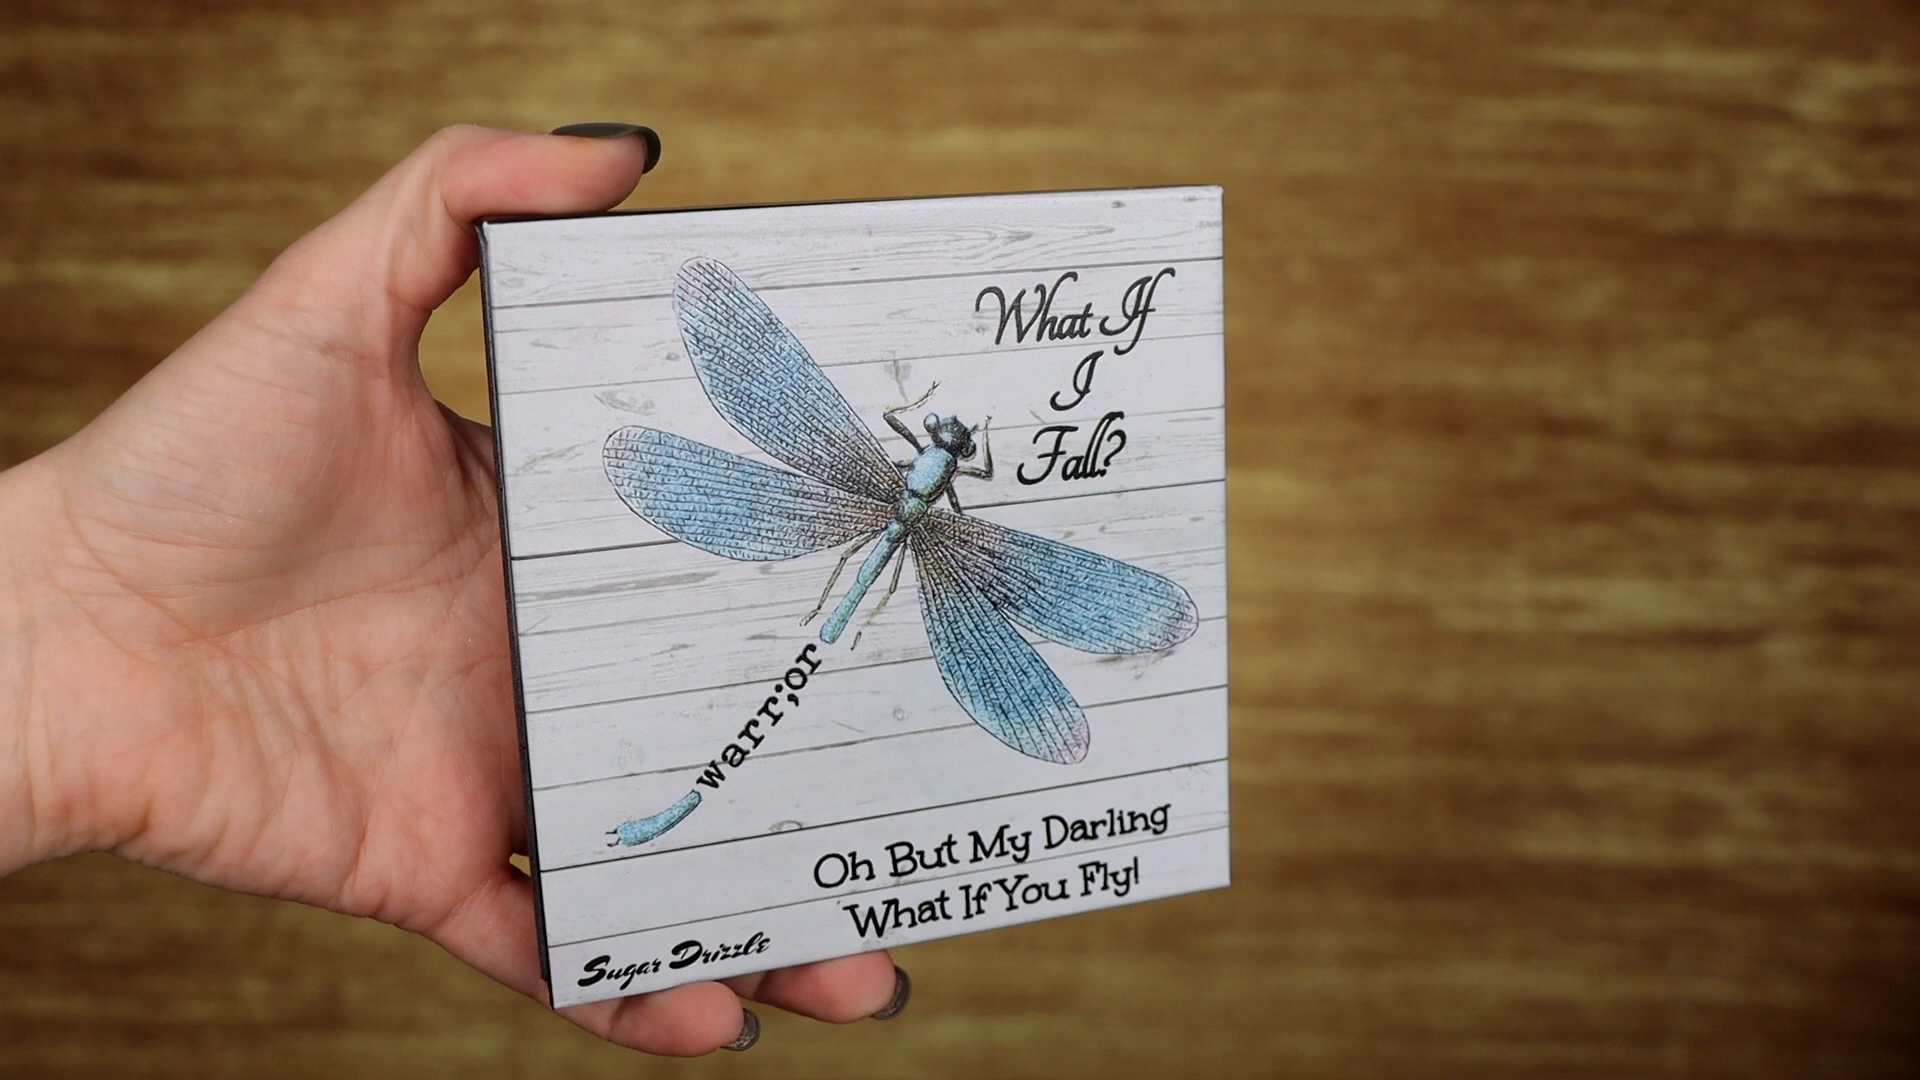 What If
I
Fall?
warr;or
Oh But My Darling
What If You Fly!
Sugar Drizzle